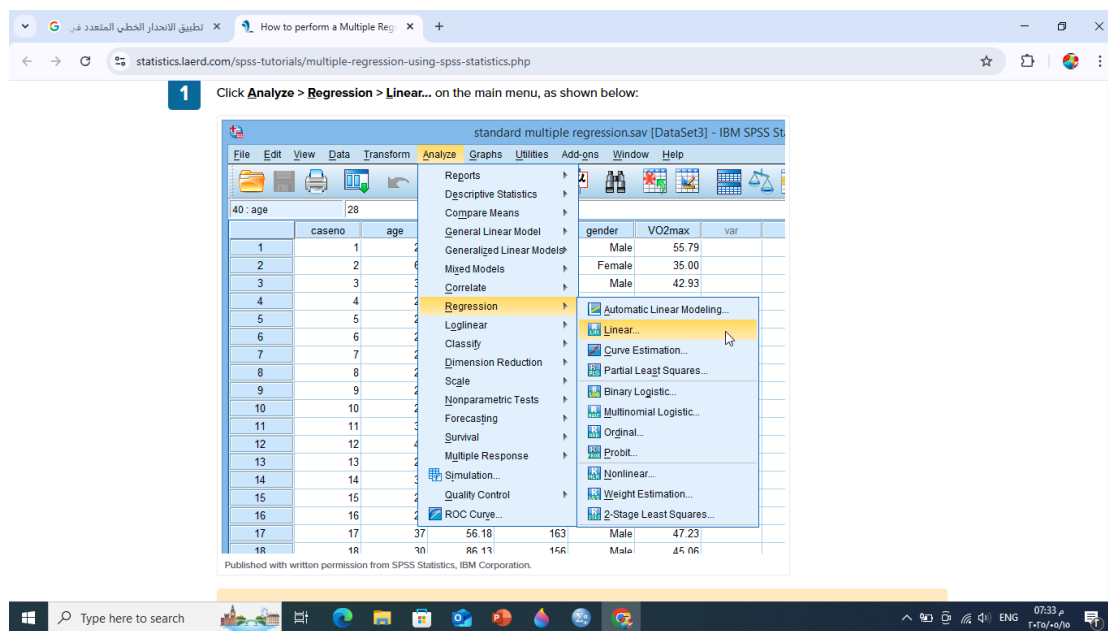 تطبيق الانحدار الخطي المتعدد في
How to perform a Multiple Reg
statistics.laerd.com/spss-tutorials/multiple-regression-using-spss-statistics.php
1 Click Analyze > Regression > Linear... on the main menu, as shown below:
standard multiple regression.sav [DataSet3] - IBM SPSS St
File Edit View Data Transform Analyze Graphs Utilities Add-ons Window Help
40 : age 28
caseno age gender VO2max var
Reports
Descriptive Statistics
Compare Means
General Linear Model
Generalized Linear Models
Mixed Models
Correlate
Regression
Loglinear
Classify
Dimension Reduction
Scale
Nonparametric Tests
Forecasting
Survival
Multiple Response
Simulation...
Quality Control
ROC Curve...
Automatic Linear Modeling...
Linear...
Curve Estimation...
Partial Least Squares...
Binary Logistic...
Multinomial Logistic...
Ordinal...
Probit...
Nonlinear...
Weight Estimation...
2-Stage Least Squares...
1 1 Male 55.79
2 2 Female 35.00
3 3 Male 42.93
4 4
5 5
6 6
7 7
8 8
9 9
10 10
11 11
12 12
13 13
14 14
15 15
16 16
17 17 37 56.18 163 Male 47.23
18 18 30 86.13 156 Male 45.06
Published with written permission from SPSS Statistics, IBM Corporation.
Type here to search
ENG
07:33 م
٢٠٢٥/٠٥/١٥